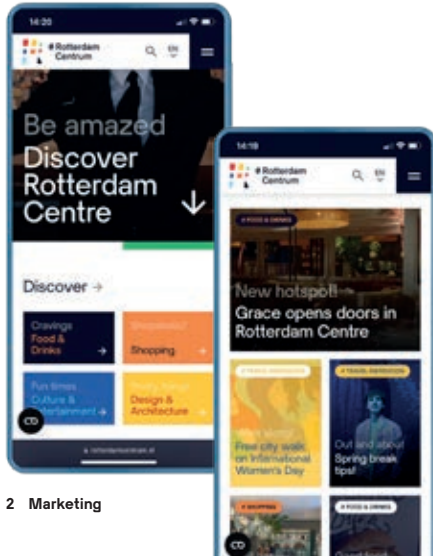 14:20
# Rotterdam
Centrum
EN
Be amazed
Discover
Rotterdam
Centre
Discover →
Cravings
Food &
Drinks →
Shopping →
Fun times
Culture &
Entertainment →
Design &
Architecture →
rotterdamcentrum.nl
14:19
# Rotterdam
Centrum
EN
# FOOD & DRINKS
New hotspot!
Grace opens doors in
Rotterdam Centre
# TRAVEL INSPIRATION
Free city walk
on International
Women's Day
# TRAVEL INSPIRATION
Out and about
Spring break
tips!
# SHOPPING
# FOOD & DRINKS
2 Marketing